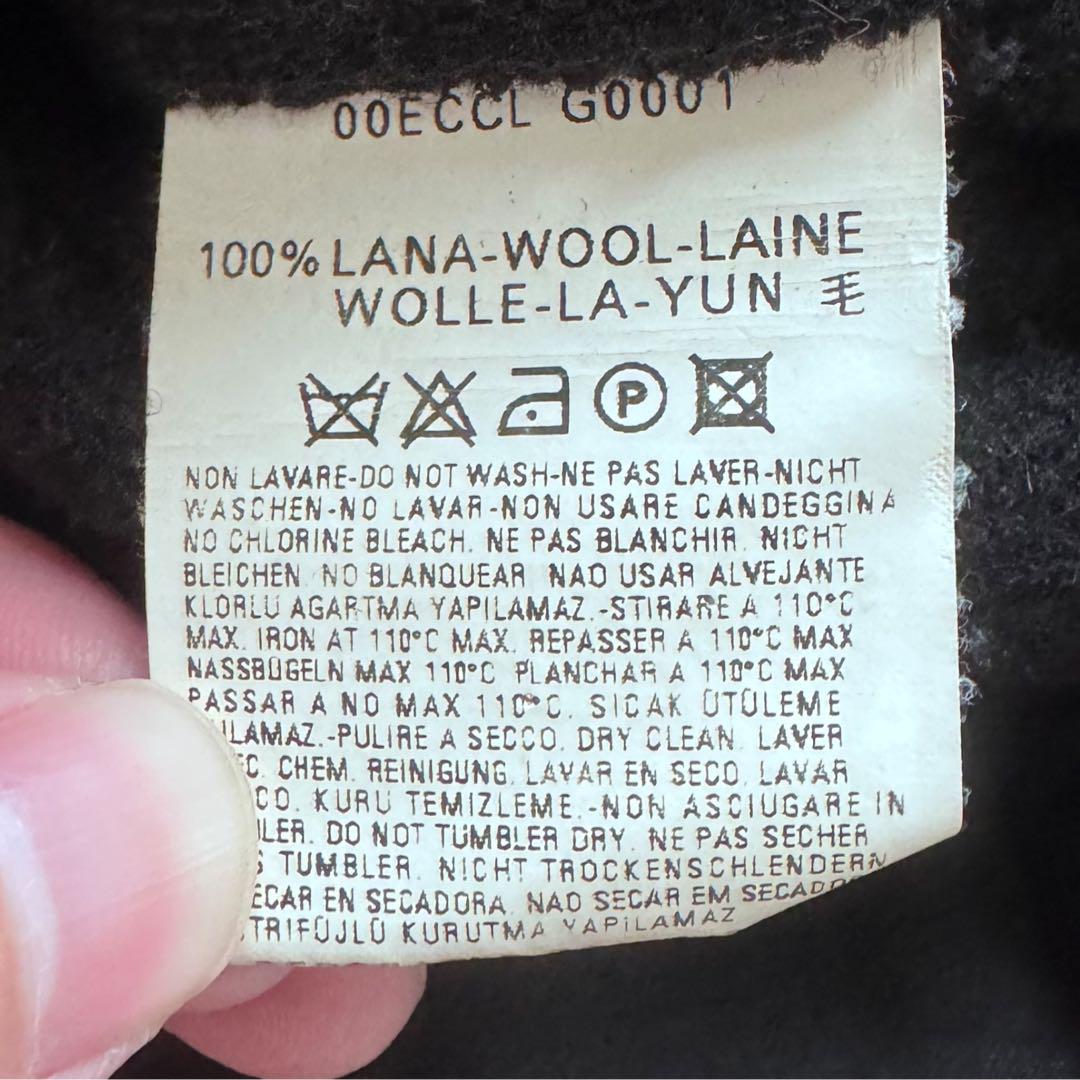 00ECCL G0001
100% LANA-WOOL-LAINE
WOLLE-LA-YUN 毛
P
NON LAVARE-DO NOT WASH-NE PAS LAVER-NICHT
WASCHEN-NO LAVAR-NON USARE CANDEGGINA
NO CHLORINE BLEACH. NE PAS BLANCHIR. NICHT
BLEICHEN. NO BLANQUEAR. NAO USAR ALVEJANTE
KLORLU AGARTMA YAPILAMAZ.-STIRARE A 110°C
MAX. IRON AT 110°C MAX. REPASSER A 110°C MAX
NASSBÜGELN MAX 110°C PLANCHAR A 110°C MAX
PASSAR A NO MAX 110°C. SICAK ÜTÜLEME
LAMAZ.-PULIRE A SECCO. DRY CLEAN. LAVER
EC. CHEM. REINIGUNG. LAVAR EN SECO. LAVAR
CO. KURU TEMIZLEME.-NON ASCIUGARE IN
LER. DO NOT TUMBLER DRY. NE PAS SECHER
S TUMBLER. NICHT TROCKENSCHLENDERN
ECAR EN SECADORA. NAO SECAR EM SECADO
TRIFÜJLÜ KURUTMA YAPİLAMAZ